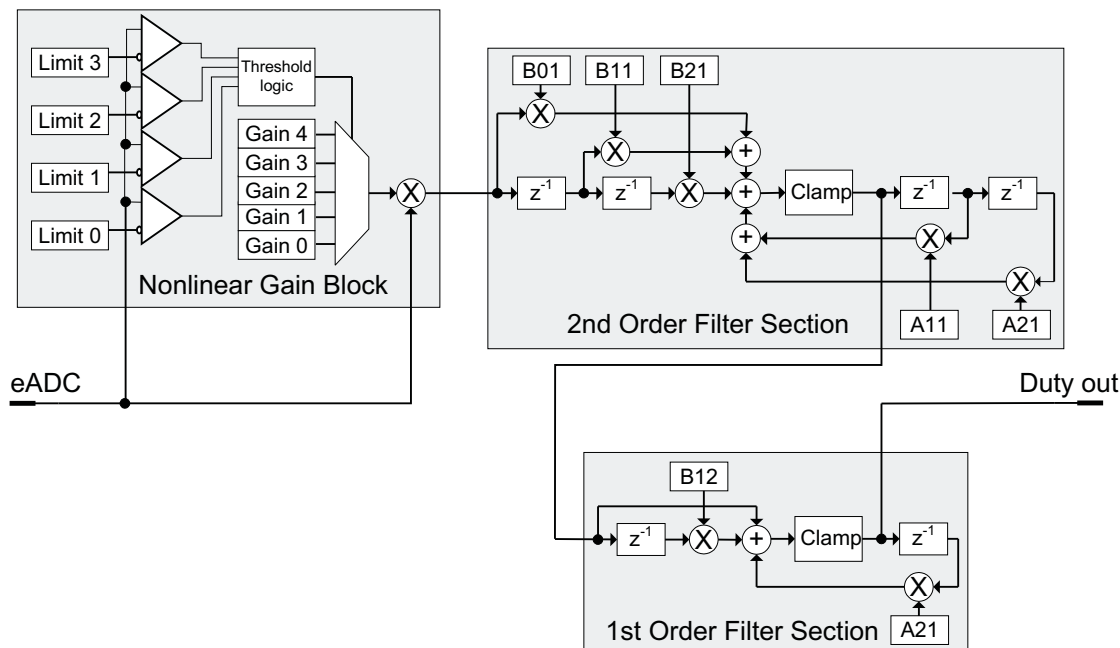 Limit 3
Limit 2
Limit 1
Limit 0
Threshold
logic
Gain 4
Gain 3
Gain 2
Gain 1
Gain 0
X
Nonlinear Gain Block
eADC
B01
B11
B21
X
X
X
+
+
+
z-1
z-1
Clamp
z-1
z-1
X
X
A11
A21
2nd Order Filter Section
Duty out
B12
z-1
X
+
Clamp
z-1
X
A21
1st Order Filter Section